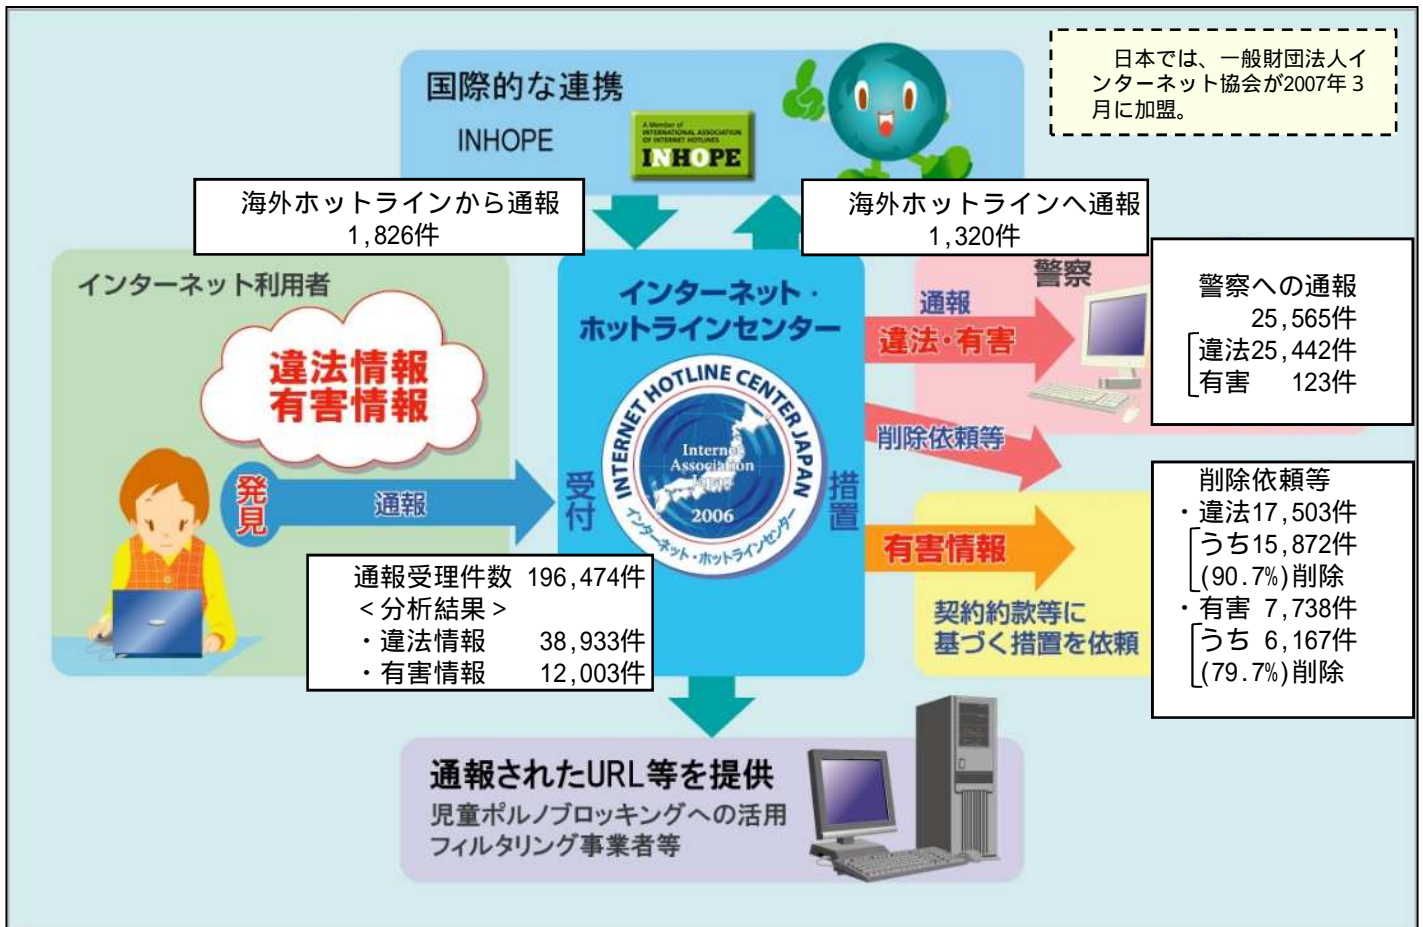 国際的な連携
INHOPE
A Member of
INTERNATIONAL ASSOCIATION
OF INTERNET HOTLINES
INHOPE
日本では、一般財団法人イ
ンターネット協会が2007年3
月に加盟。
海外ホットラインから通報
1,826件
海外ホットラインへ通報
1,320件
インターネット利用者
違法情報
有害情報
発見
通報
通報受理件数 196,474件
<分析結果>
・違法情報 38,933件
・有害情報 12,003件
インターネット・
ホットラインセンター
受付
措置
INTERNET HOTLINE CENTER JAPAN
Internet
Association
Japan
2006
インターネット・ホットラインセンター
警察
通報
違法・有害
削除依頼等
有害情報
契約約款等に
基づく措置を依頼
警察への通報
25,565件
違法25,442件
有害 123件
削除依頼等
・違法17,503件
うち15,872件
(90.7%)削除
・有害 7,738件
うち 6,167件
(79.7%)削除
通報されたURL等を提供
児童ポルノブロッキングへの活用
フィルタリング事業者等